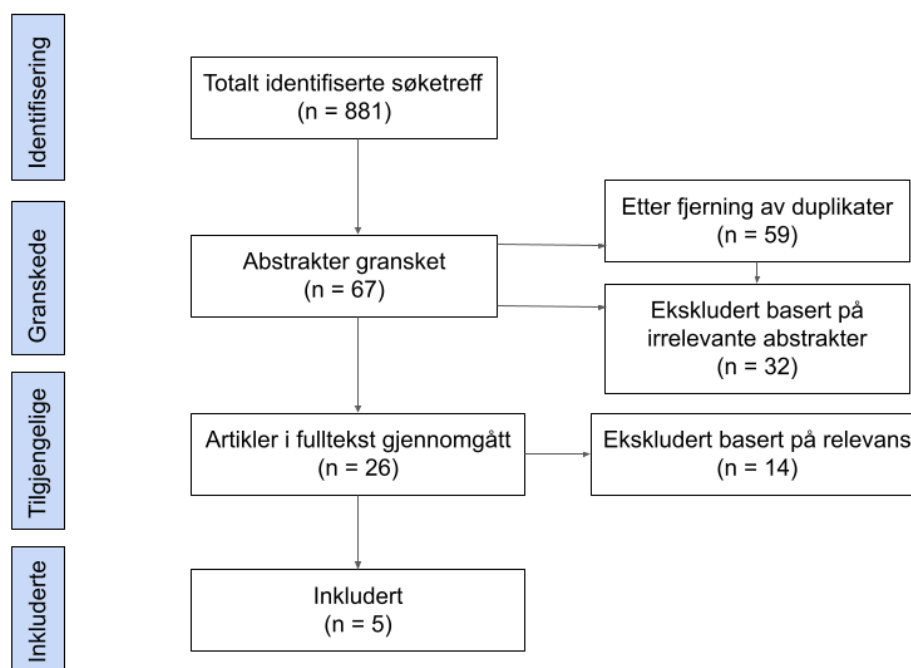 Identifisering
Totalt identifiserte søketreff
(n = 881)
Granskede
Etter fjerning av duplikater
(n = 59)
Abstrakter gransket
(n = 67)
Ekskludert basert på
irrelevante abstrakter
(n = 32)
Tilgjengelige
Artikler i fulltekst gjennomgått
(n = 26)
Ekskludert basert på relevans
(n = 14)
Inkluderte
Inkludert
(n = 5)